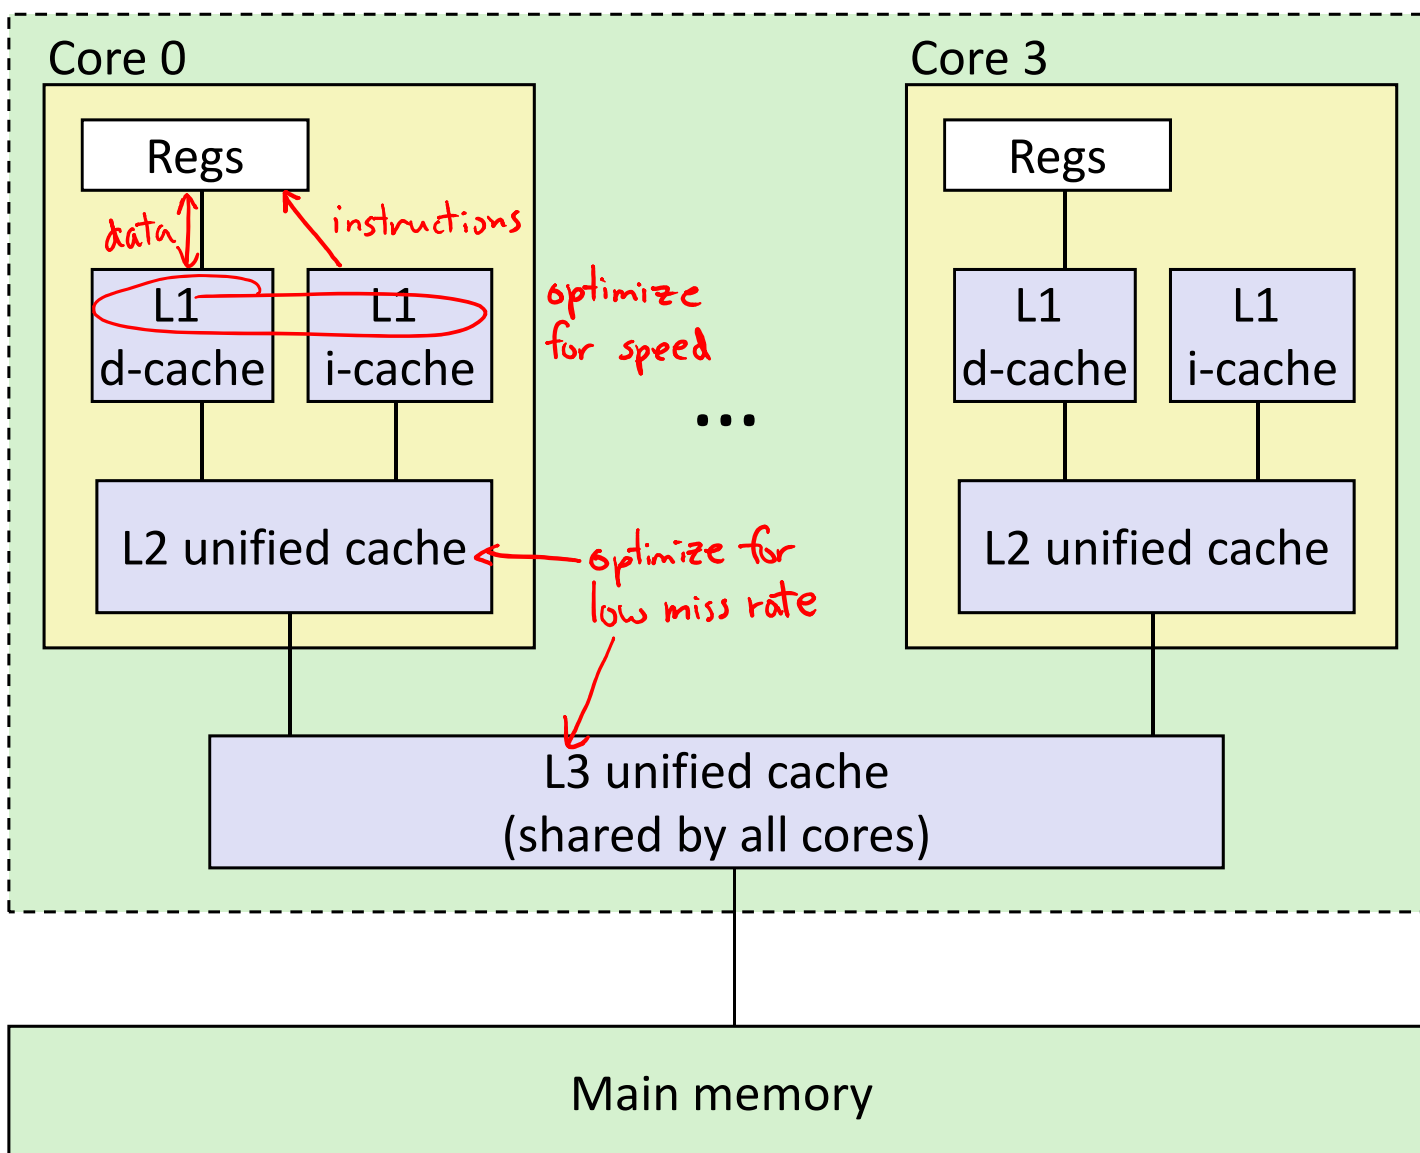 Core 0
Core 3
Regs
Regs
data
instructions
L1
d-cache
L1
i-cache
optimize
for speed
...
L1
d-cache
L1
i-cache
L2 unified cache
optimize for
low miss rate
L2 unified cache
L3 unified cache
(shared by all cores)
Main memory